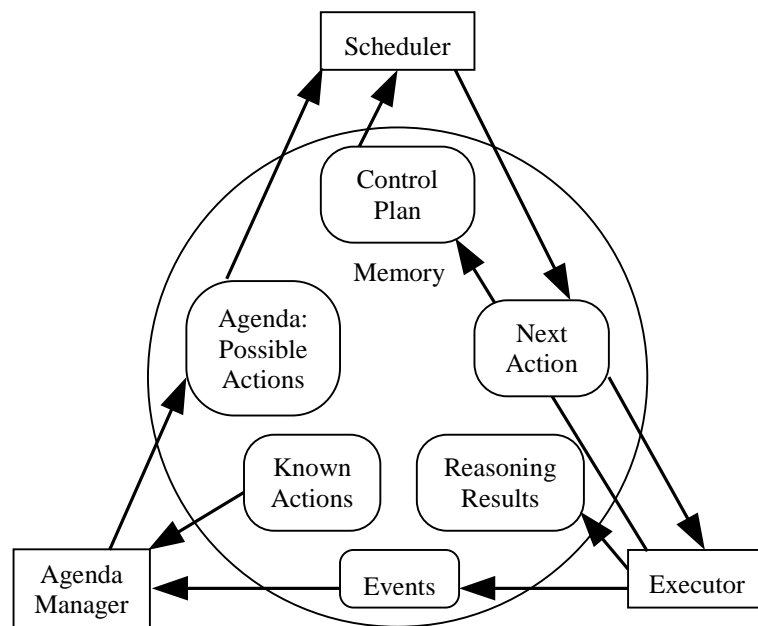 Scheduler
Control
Plan
Memory
Agenda:
Possible
Actions
Next
Action
Known
Actions
Reasoning
Results
Agenda
Manager
Events
Executor